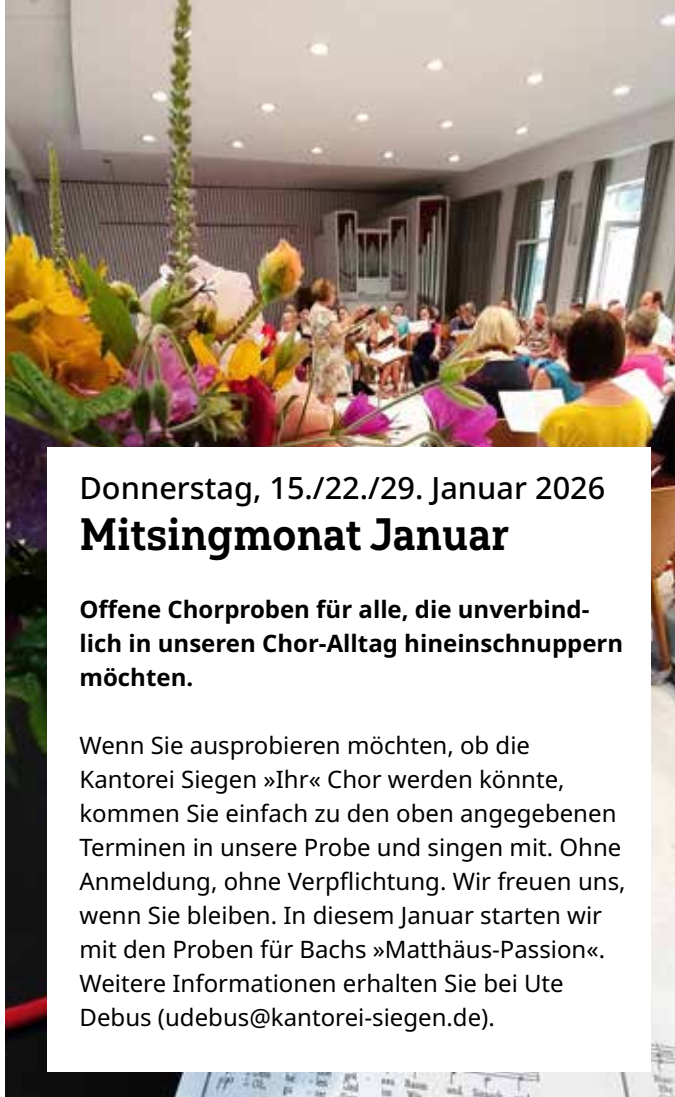 Donnerstag, 15./22./29. Januar 2026
Mitsingmonat Januar
Offene Chorproben für alle, die unverbind-
lich in unseren Chor-Alltag hineinschnuppern
möchten.
Wenn Sie ausprobieren möchten, ob die
Kantorei Siegen »Ihr« Chor werden könnte,
kommen Sie einfach zu den oben angegebenen
Terminen in unsere Probe und singen mit. Ohne
Anmeldung, ohne Verpflichtung. Wir freuen uns,
wenn Sie bleiben. In diesem Januar starten wir
mit den Proben für Bachs »Matthäus-Passion«.
Weitere Informationen erhalten Sie bei Ute
Debus (udebus@kantorei-siegen.de).